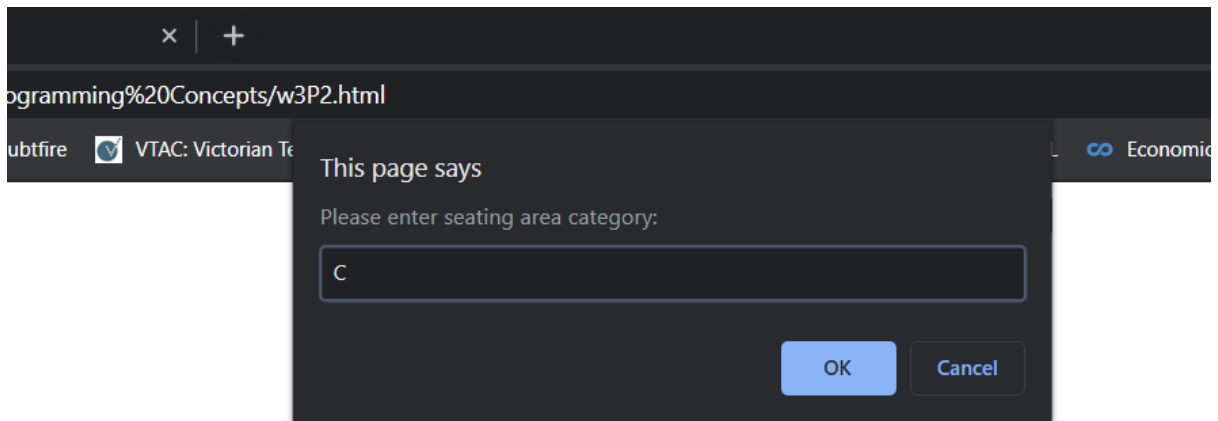 ogramming%20Concepts/w3P2.html
ubtfire VTAC: Victorian Te L Economic
This page says
Please enter seating area category:
C
OK Cancel